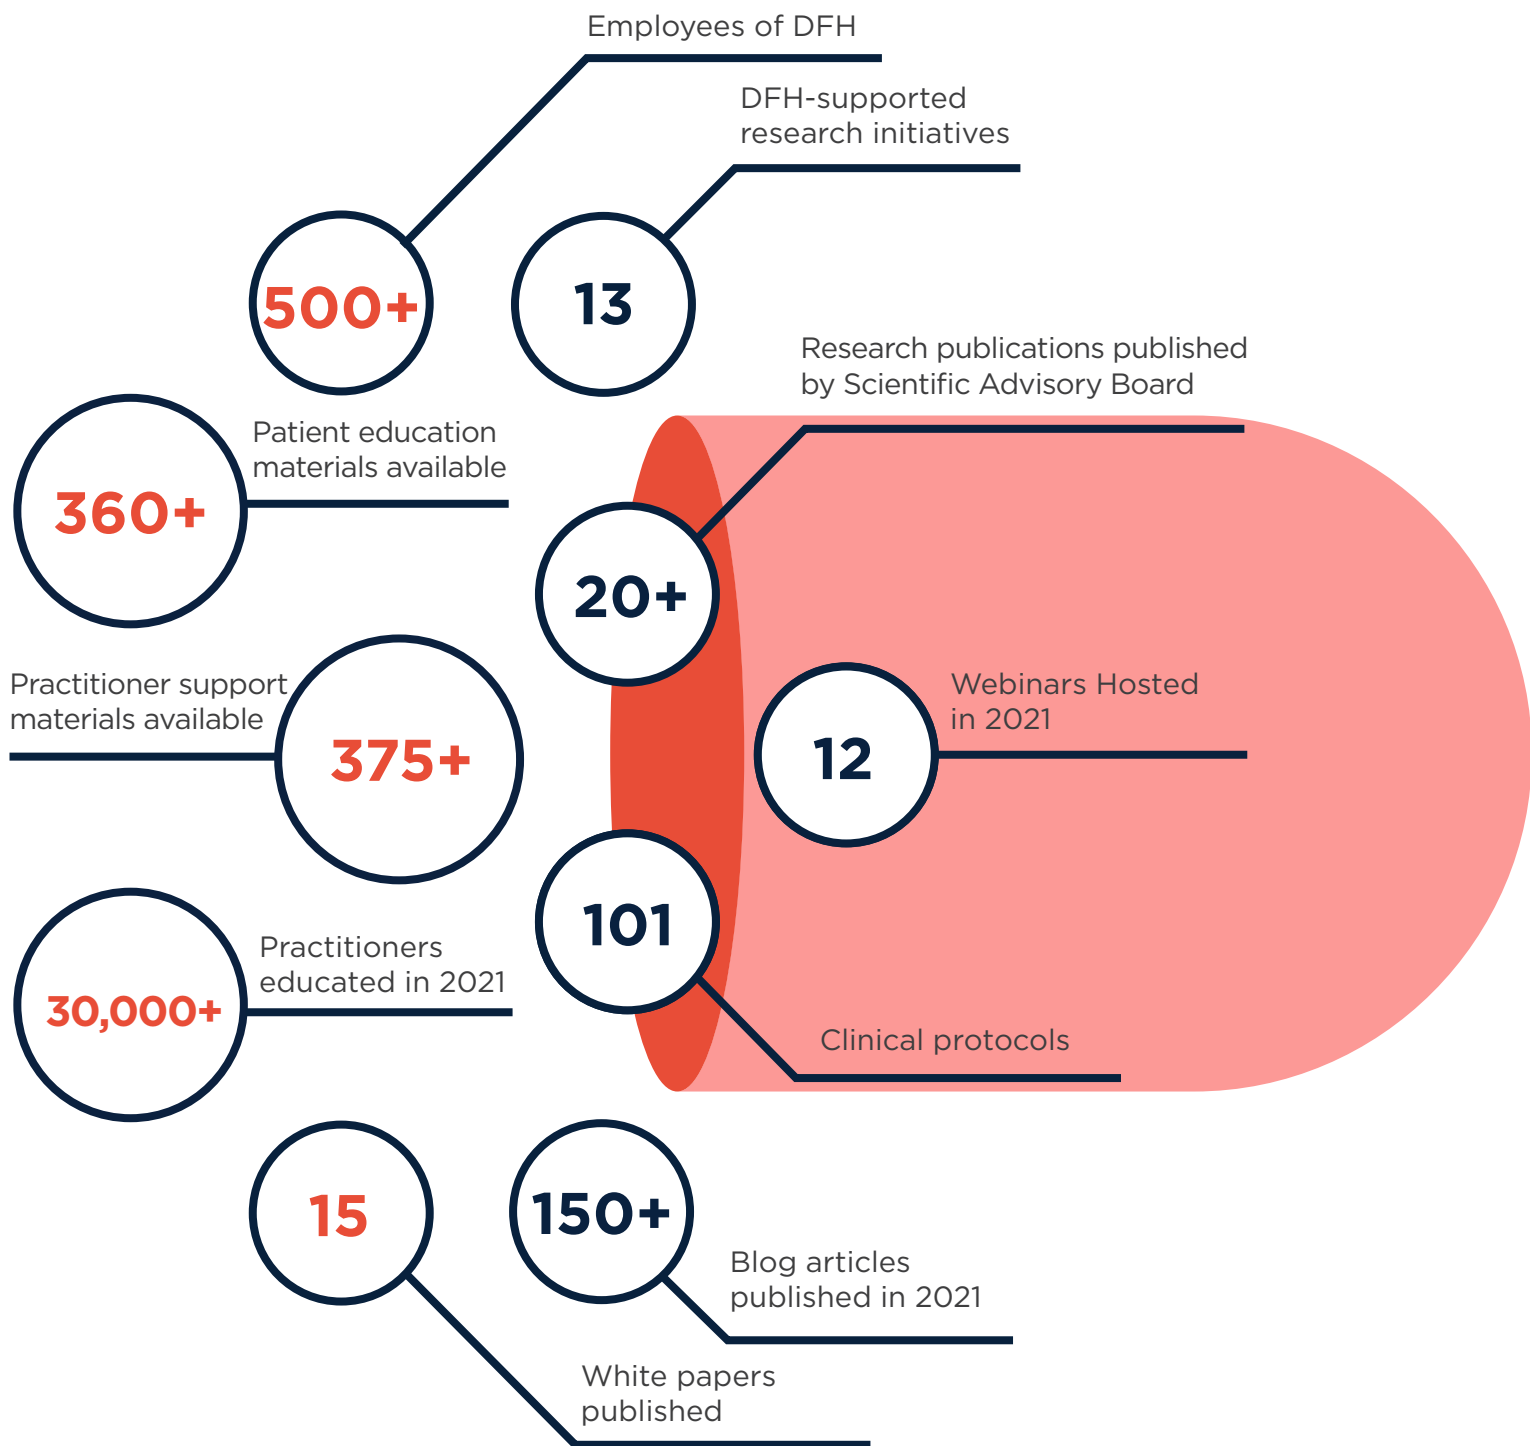 Employees of DFH
500+
DFH-supported
research initiatives
13
Research publications published
by Scientific Advisory Board
20+
Patient education
materials available
360+
Practitioner support
materials available
375+
Webinars Hosted
in 2021
12
Practitioners
educated in 2021
30,000+
101
Clinical protocols
15
White papers
published
150+
Blog articles
published in 2021